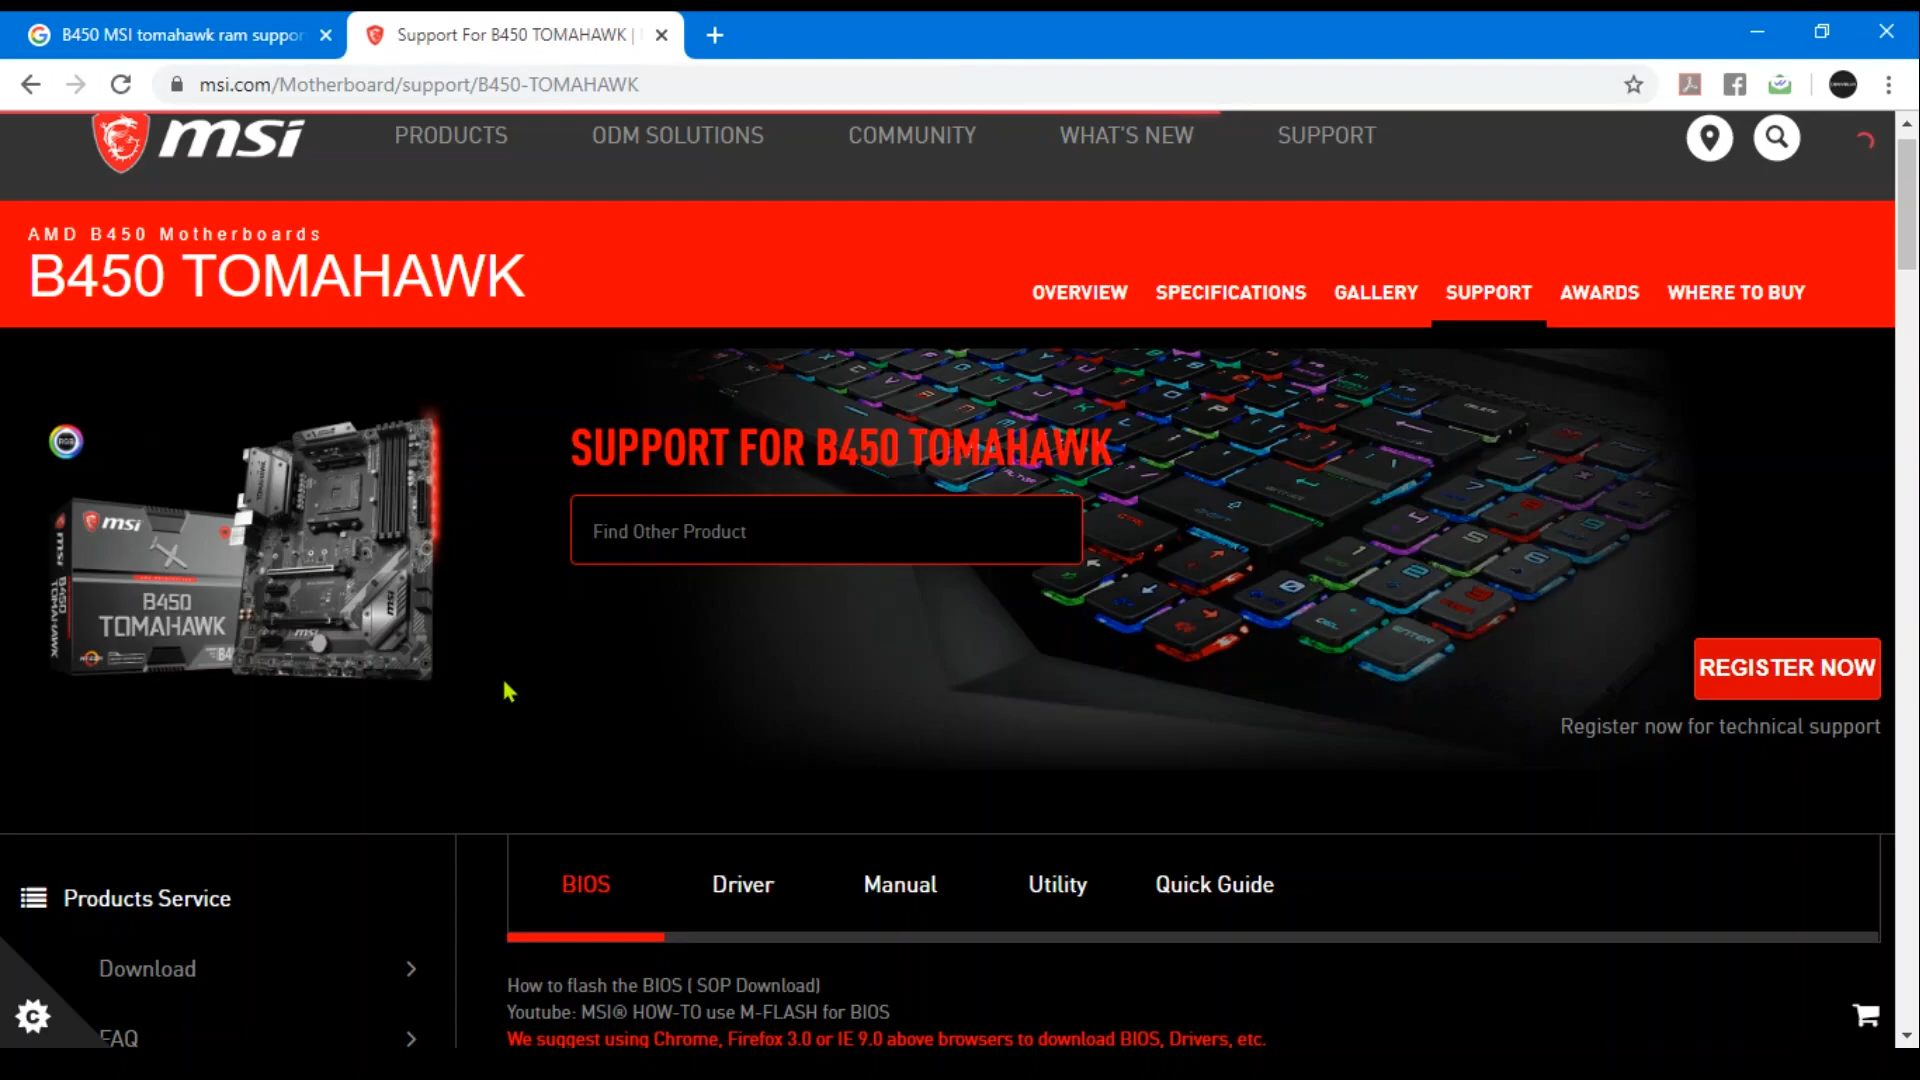 B450 MSI tomahawk ram suppor
Support For B450 TOMAHAWK |
msi.com/Motherboard/support/B450-TOMAHAWK
msi
PRODUCTS
ODM SOLUTIONS
COMMUNITY
WHAT'S NEW
SUPPORT
AMD B450 Motherboards
B450 TOMAHAWK
OVERVIEW
SPECIFICATIONS
GALLERY
SUPPORT
AWARDS
WHERE TO BUY
RGB
SUPPORT FOR B450 TOMAHAWK
Find Other Product
msi
B450
TOMAHAWK
msi
B450 TOMAHAWK
REGISTER NOW
Register now for technical support
Products Service
Download
FAQ
BIOS
Driver
Manual
Utility
Quick Guide
How to flash the BIOS ( SOP Download)
Youtube: MSI® HOW-TO use M-FLASH for BIOS
We suggest using Chrome, Firefox 3.0 or IE 9.0 above browsers to download BIOS, Drivers, etc.